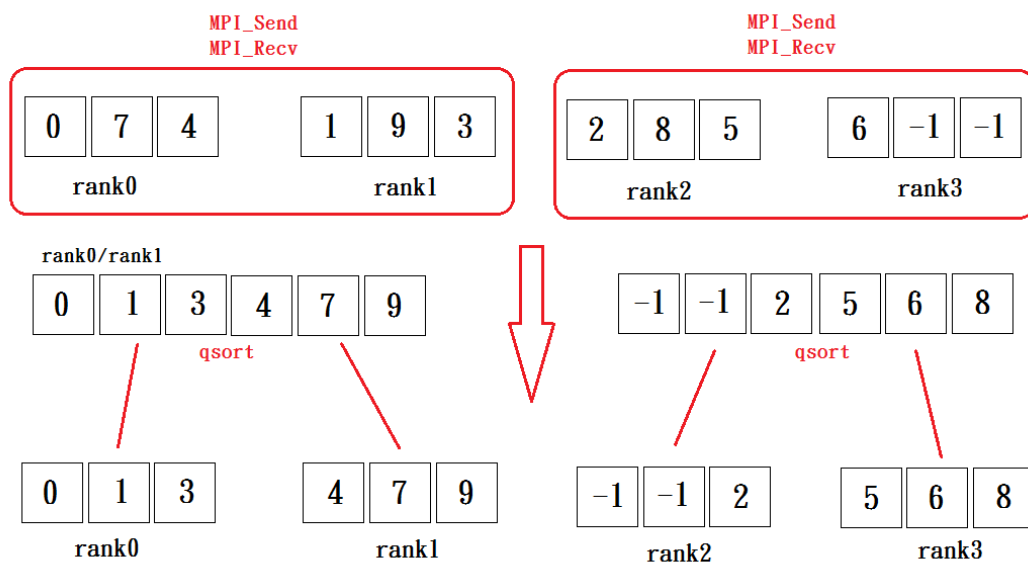 MPI_Send
MPI_Recv
MPI_Send
MPI_Recv
0 7 4
1 9 3
2 8 5
6 -1 -1
rank0
rank1
rank2
rank3
rank0/rank1
0 1 3 4 7 9
-1 -1 2 5 6 8
qsort
qsort
0 1 3
4 7 9
-1 -1 2
5 6 8
rank0
rank1
rank2
rank3